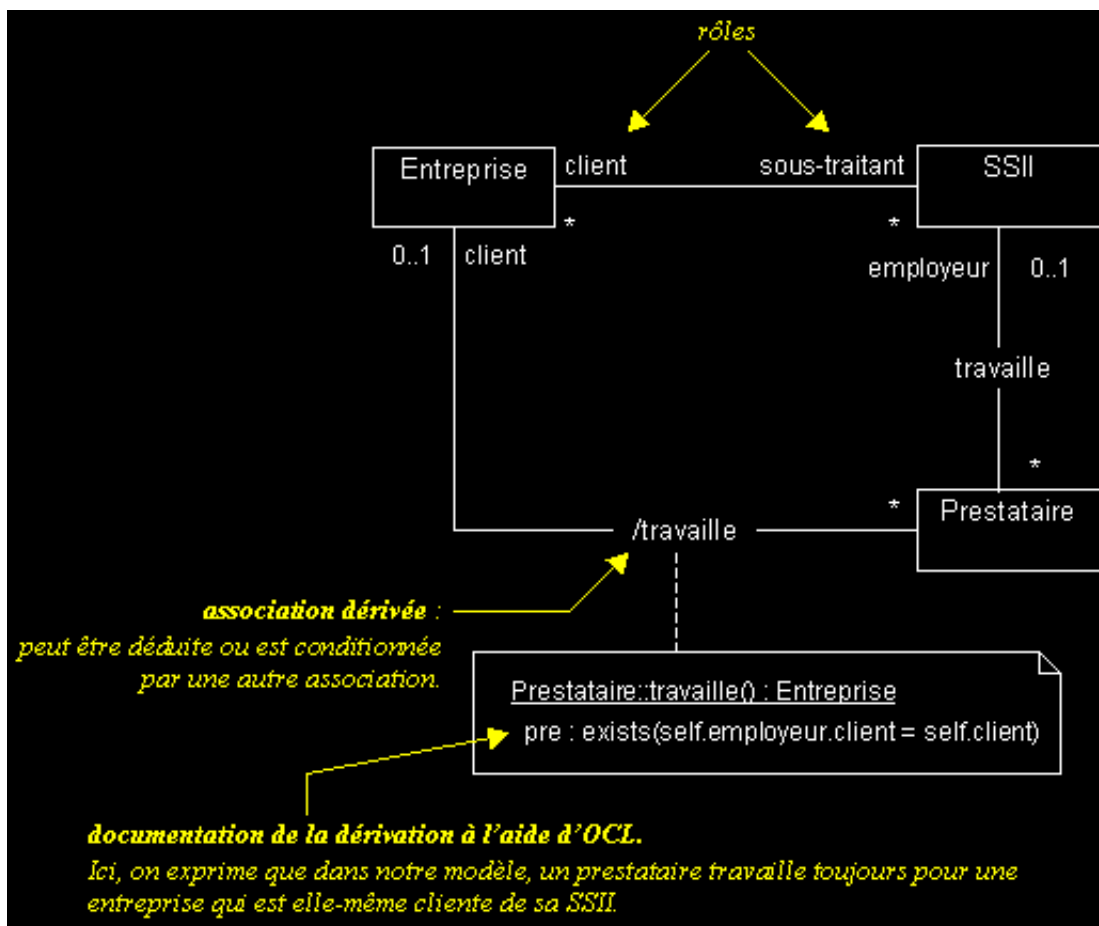 rôles
Entreprise
client
sous-traitant
SSII
*
*
0..1
client
employeur
0..1
travaille
*
/travaille
*
Prestataire
association dérivée :
peut être déduite ou est conditionnée
par une autre association.
Prestataire::travaille() : Entreprise
pre : exists(self.employeur.client = self.client)
documentation de la dérivation à l'aide d'OCL.
Ici, on exprime que dans notre modèle, un prestataire travaille toujours pour une
entreprise qui est elle-même cliente de sa SSII.